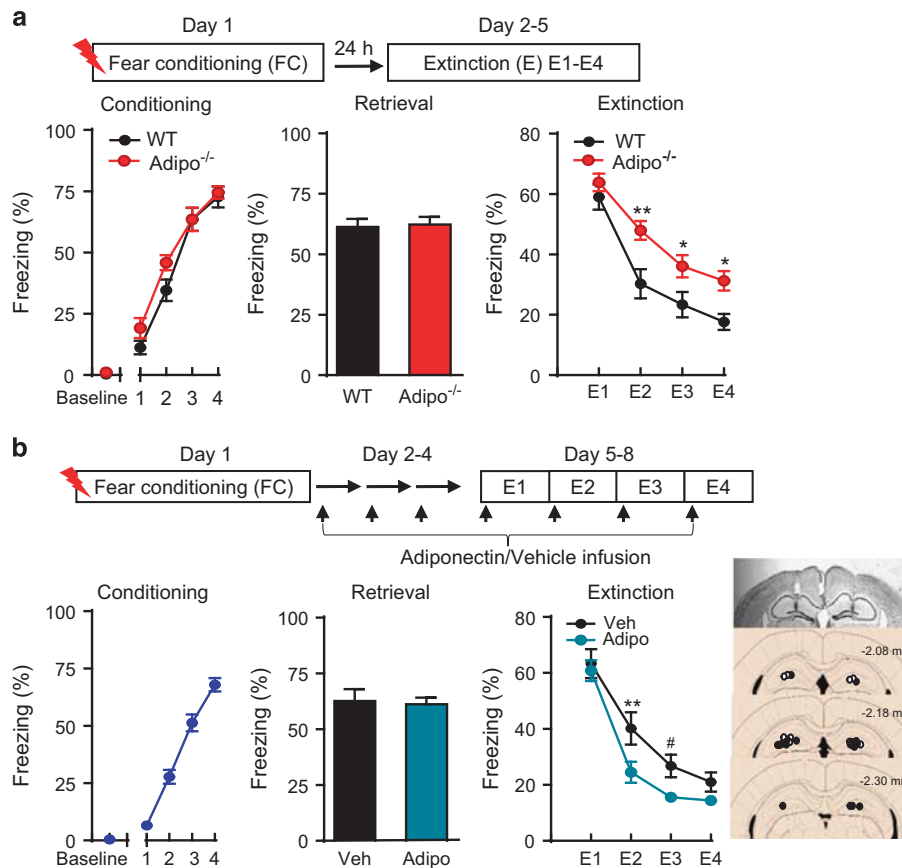 a
Day 1
Day 2-5
Fear conditioning (FC)
24 h
Extinction (E) E1-E4
Conditioning
Retrieval
Extinction
Freezing (%)
100
75
50
25
0
WT
Adipo-/-
Baseline
1 2 3 4
Freezing (%)
100
75
50
25
0
WT Adipo-/-
Freezing (%)
80
60
40
20
0
WT
Adipo-/-
**
*
*
E1 E2 E3 E4
b
Day 1
Day 2-4
Day 5-8
Fear conditioning (FC)
E1 E2 E3 E4
Adiponectin/Vehicle infusion
Conditioning
Retrieval
Extinction
Freezing (%)
100
75
50
25
0
Baseline
1 2 3 4
Freezing (%)
100
75
50
25
0
Veh Adipo
Freezing (%)
80
60
40
20
0
Veh
Adipo
**
#
E1 E2 E3 E4
-2.08 m
-2.18 mm
-2.30 mm